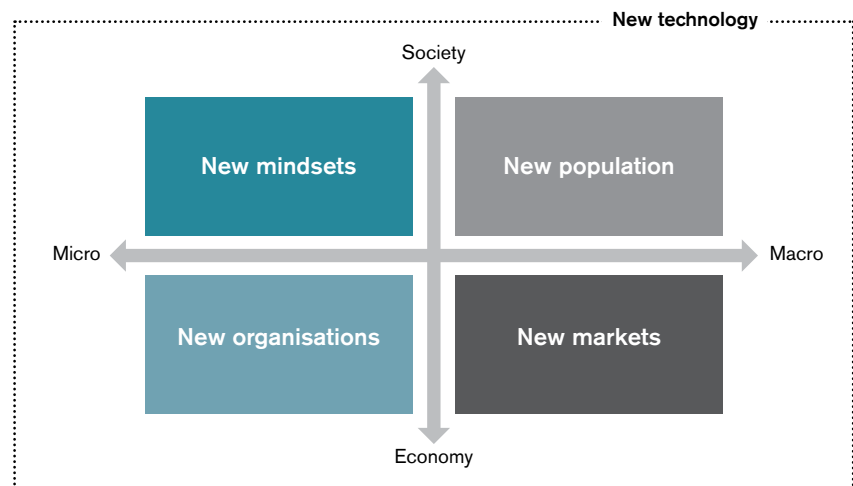 New technology
Society
New mindsets
New population
Micro
Macro
New organisations
New markets
Economy